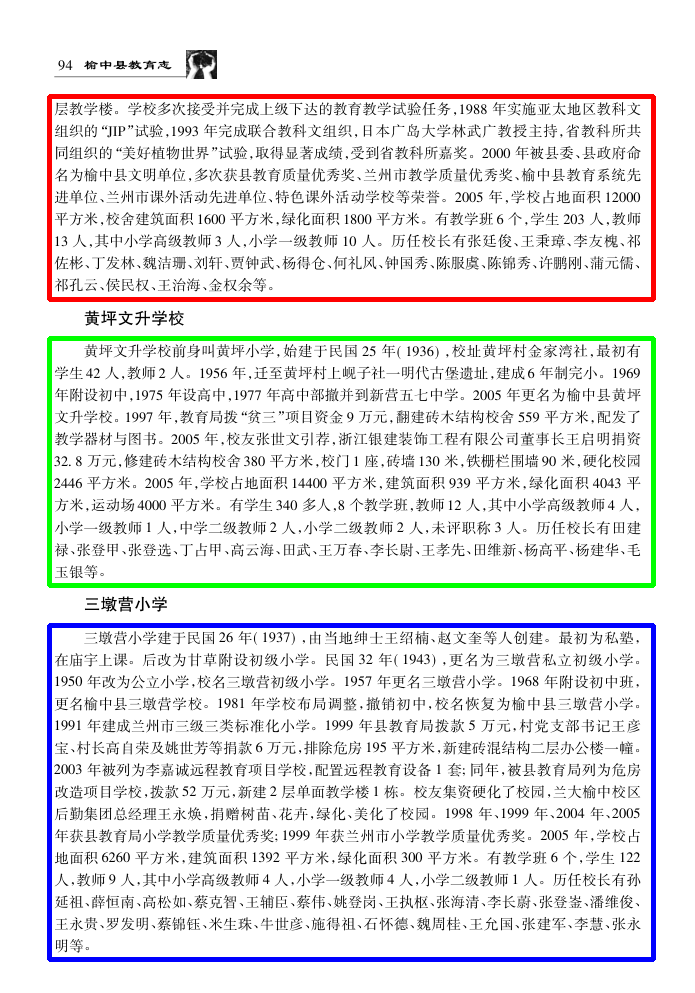 94 榆中县教育志
层教学楼。学校多次接受并完成上级下达的教育教学试验任务,1988 年实施亚太地区教科文
组织的“JIP”试验,1993 年完成联合教科文组织,日本广岛大学林武广教授主持,省教科所共
同组织的“美好植物世界”试验,取得显著成绩,受到省教科所嘉奖。2000 年被县委、县政府命
名为榆中县文明单位,多次获县教育质量优秀奖、兰州市教学质量优秀奖、榆中县教育系统先
进单位、兰州市课外活动先进单位、特色课外活动学校等荣誉。2005 年,学校占地面积 12000
平方米,校舍建筑面积 1600 平方米,绿化面积 1800 平方米。有教学班 6 个,学生 203 人,教师
13 人,其中小学高级教师 3 人,小学一级教师 10 人。历任校长有张廷俊、王秉璋、李友槐、祁
佐彬、丁发林、魏洁珊、刘轩、贾钟武、杨得仓、何礼风、钟国秀、陈服虞、陈锦秀、许鹏刚、蒲元儒、
祁孔云、侯民权、王治海、金权余等。
黄坪文升学校
黄坪文升学校前身叫黄坪小学,始建于民国 25 年(1936),校址黄坪村金家湾社,最初有
学生 42 人,教师 2 人。1956 年,迁至黄坪村上岘子社一明代古堡遗址,建成 6 年制完小。1969
年附设初中,1975 年设高中,1977 年高中部撤并到新营五七中学。2005 年更名为榆中县黄坪
文升学校。1997 年,教育局拨“贫三”项目资金 9 万元,翻建砖木结构校舍 559 平方米,配发了
教学器材与图书。2005 年,校友张世文引荐,浙江银建装饰工程有限公司董事长王启明捐资
32.8 万元,修建砖木结构校舍 380 平方米,校门 1 座,砖墙 130 米,铁栅栏围墙 90 米,硬化校园
2446 平方米。2005 年,学校占地面积 14400 平方米,建筑面积 939 平方米,绿化面积 4043 平
方米,运动场 4000 平方米。有学生 340 多人,8 个教学班,教师 12 人,其中小学高级教师 4 人,
小学一级教师 1 人,中学二级教师 2 人,小学二级教师 2 人,未评职称 3 人。历任校长有田建
禄、张登甲、张登选、丁占甲、高云海、田武、王万春、李长尉、王孝先、田维新、杨高平、杨建华、毛
玉银等。
三墩营小学
三墩营小学建于民国 26 年(1937),由当地绅士王绍楠、赵文奎等人创建。最初为私塾,
在庙宇上课。后改为甘草附设初级小学。民国 32 年(1943),更名为三墩营私立初级小学。
1950 年改为公立小学,校名三墩营初级小学。1957 年更名三墩营小学。1968 年附设初中班,
更名榆中县三墩营学校。1981 年学校布局调整,撤销初中,校名恢复为榆中县三墩营小学。
1991 年建成兰州市三级三类标准化小学。1999 年县教育局拨款 5 万元,村党支部书记王彦
宝、村长高自荣及姚世芳等捐款 6 万元,排除危房 195 平方米,新建砖混结构二层办公楼一幢。
2003 年被列为李嘉诚远程教育项目学校,配置远程教育设备 1 套;同年,被县教育局列为危房
改造项目学校,拨款 52 万元,新建 2 层单面教学楼 1 栋。校友集资硬化了校园,兰大榆中校区
后勤集团总经理王永焕,捐赠树苗、花卉,绿化、美化了校园。1998 年、1999 年、2004 年、2005
年获县教育局小学教学质量优秀奖;1999 年获兰州市小学教学质量优秀奖。2005 年,学校占
地面积 6260 平方米,建筑面积 1392 平方米,绿化面积 300 平方米。有教学班 6 个,学生 122
人,教师 9 人,其中小学高级教师 4 人,小学一级教师 4 人,小学二级教师 1 人。历任校长有孙
延祖、薛恒南、高松如、蔡克智、王辅臣、蔡伟、姚登岗、王执枢、张海清、李长蔚、张登銮、潘维俊、
王永贵、罗发明、蔡锦钰、米生珠、牛世彦、施得祖、石怀德、魏周桂、王允国、张建军、李慧、张永
明等。